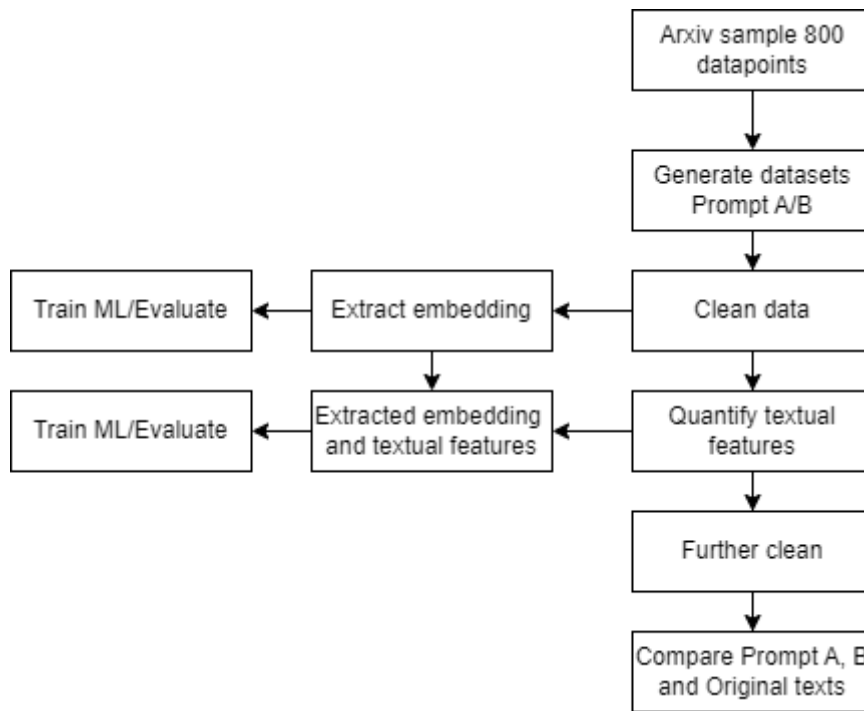 Arxiv sample 800
datapoints
Generate datasets
Prompt A/B
Train ML/Evaluate
Extract embedding
Clean data
Train ML/Evaluate
Extracted embedding
and textual features
Quantify textual
features
Further clean
Compare Prompt A, B
and Original texts